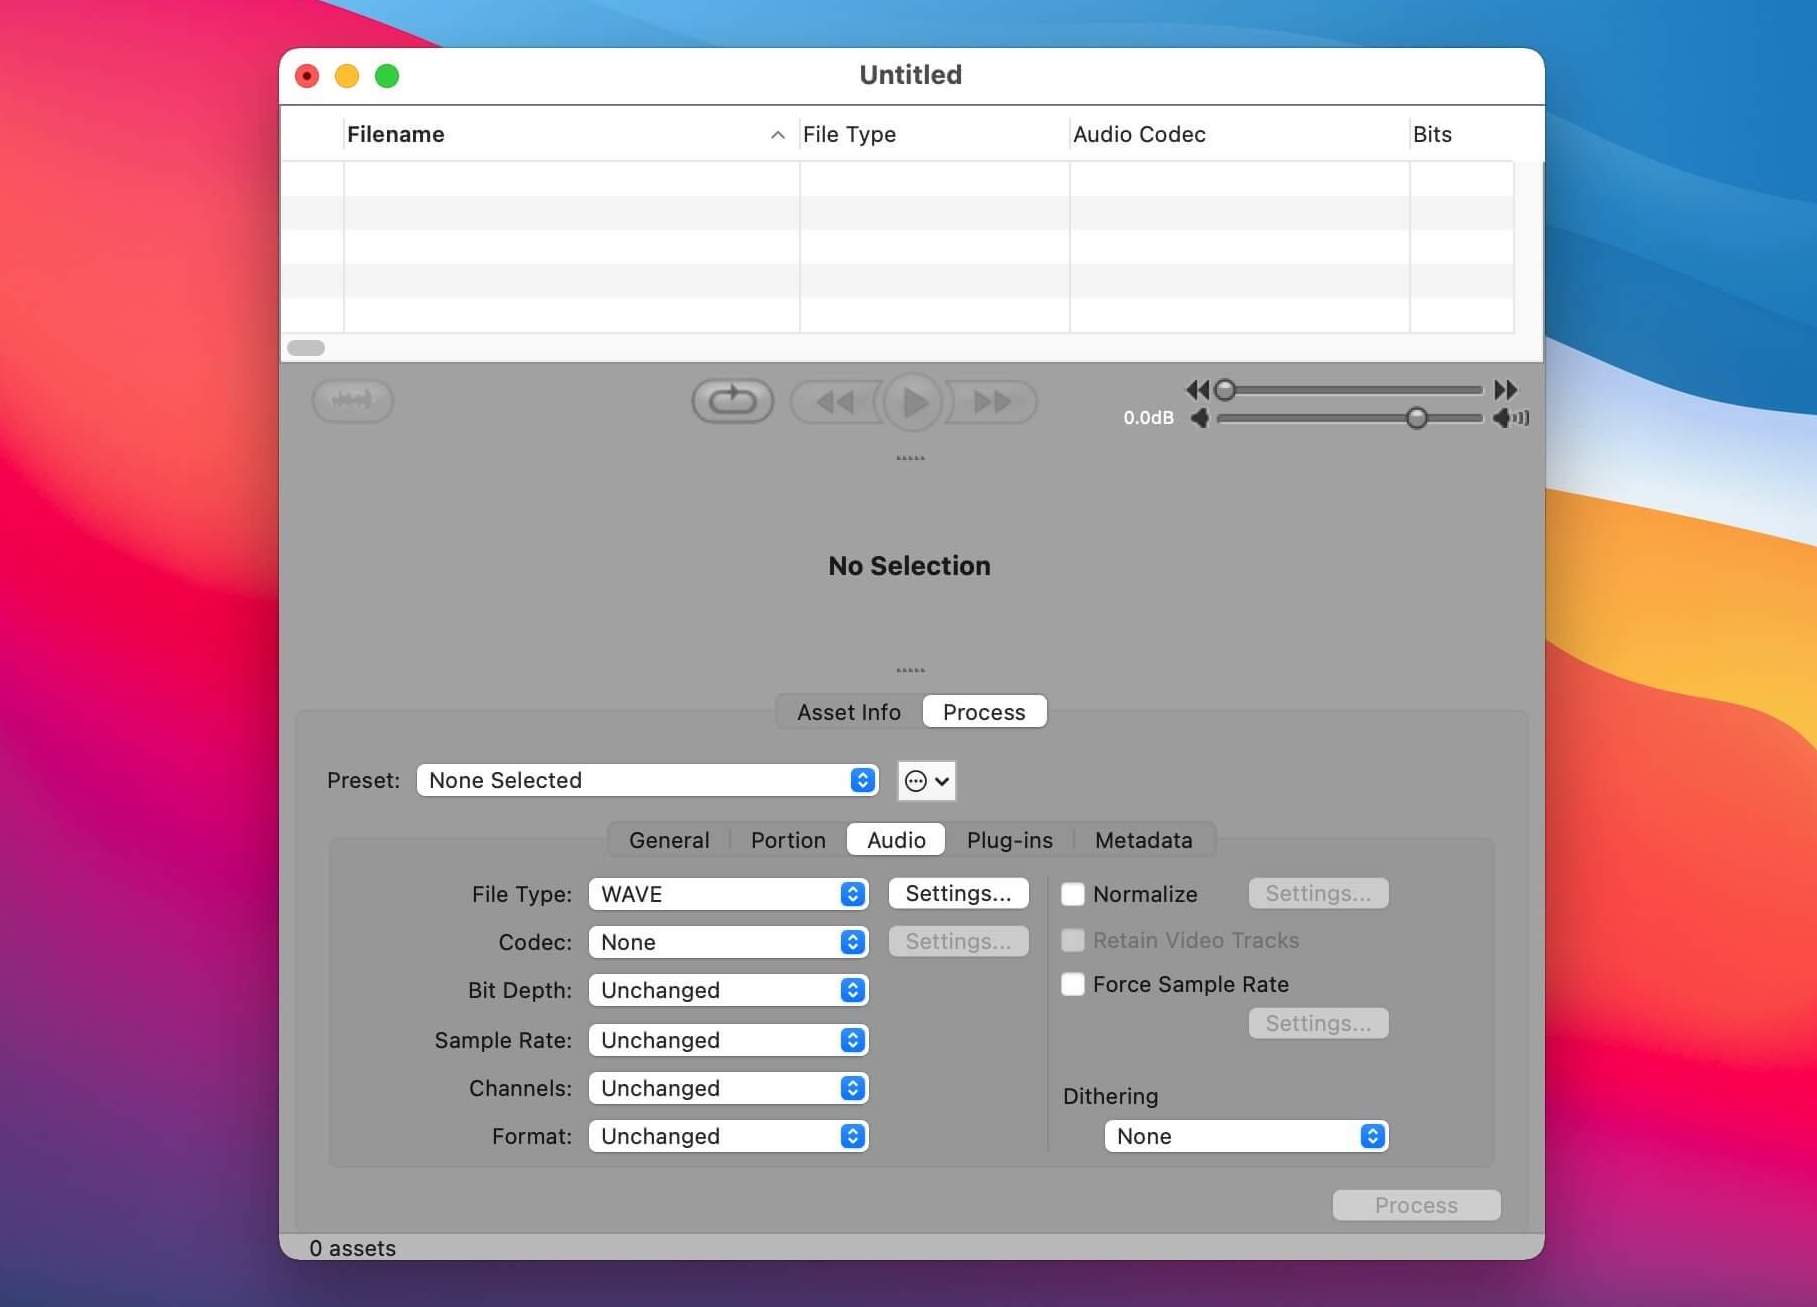 Untitled
Filename File Type Audio Codec Bits
0.0dB
No Selection
Asset Info Process
Preset: None Selected
General Portion Audio Plug-ins Metadata
File Type: WAVE Settings... Normalize Settings...
Codec: None Settings... Retain Video Tracks
Bit Depth: Unchanged Force Sample Rate
Settings...
Sample Rate: Unchanged
Channels: Unchanged Dithering
Format: Unchanged None
Process
0 assets